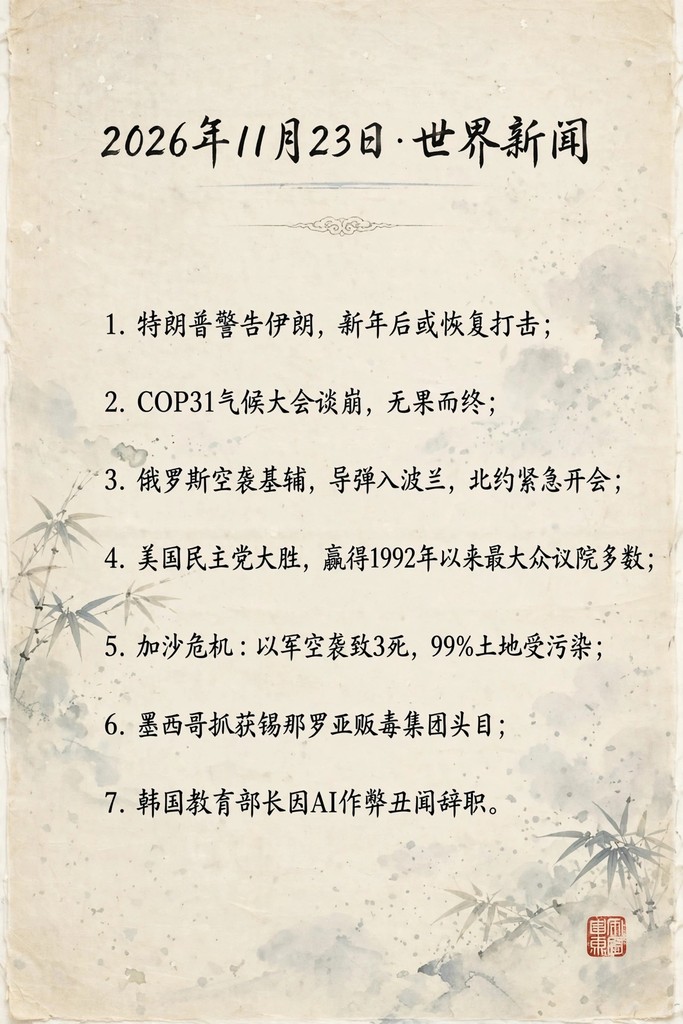 2026年11月23日·世界新闻
1. 特朗普警告伊朗，新年后或恢复打击；
2. COP31气候大会谈崩，无果而终；
3. 俄罗斯空袭基辅，导弹入波兰，北约紧急开会；
4. 美国民主党大胜，赢得1992年以来最大众议院多数；
5. 加沙危机：以军空袭致3死，99%土地受污染；
6. 墨西哥抓获锡那罗亚贩毒集团头目；
7. 韩国教育部长因AI作弊丑闻辞职。